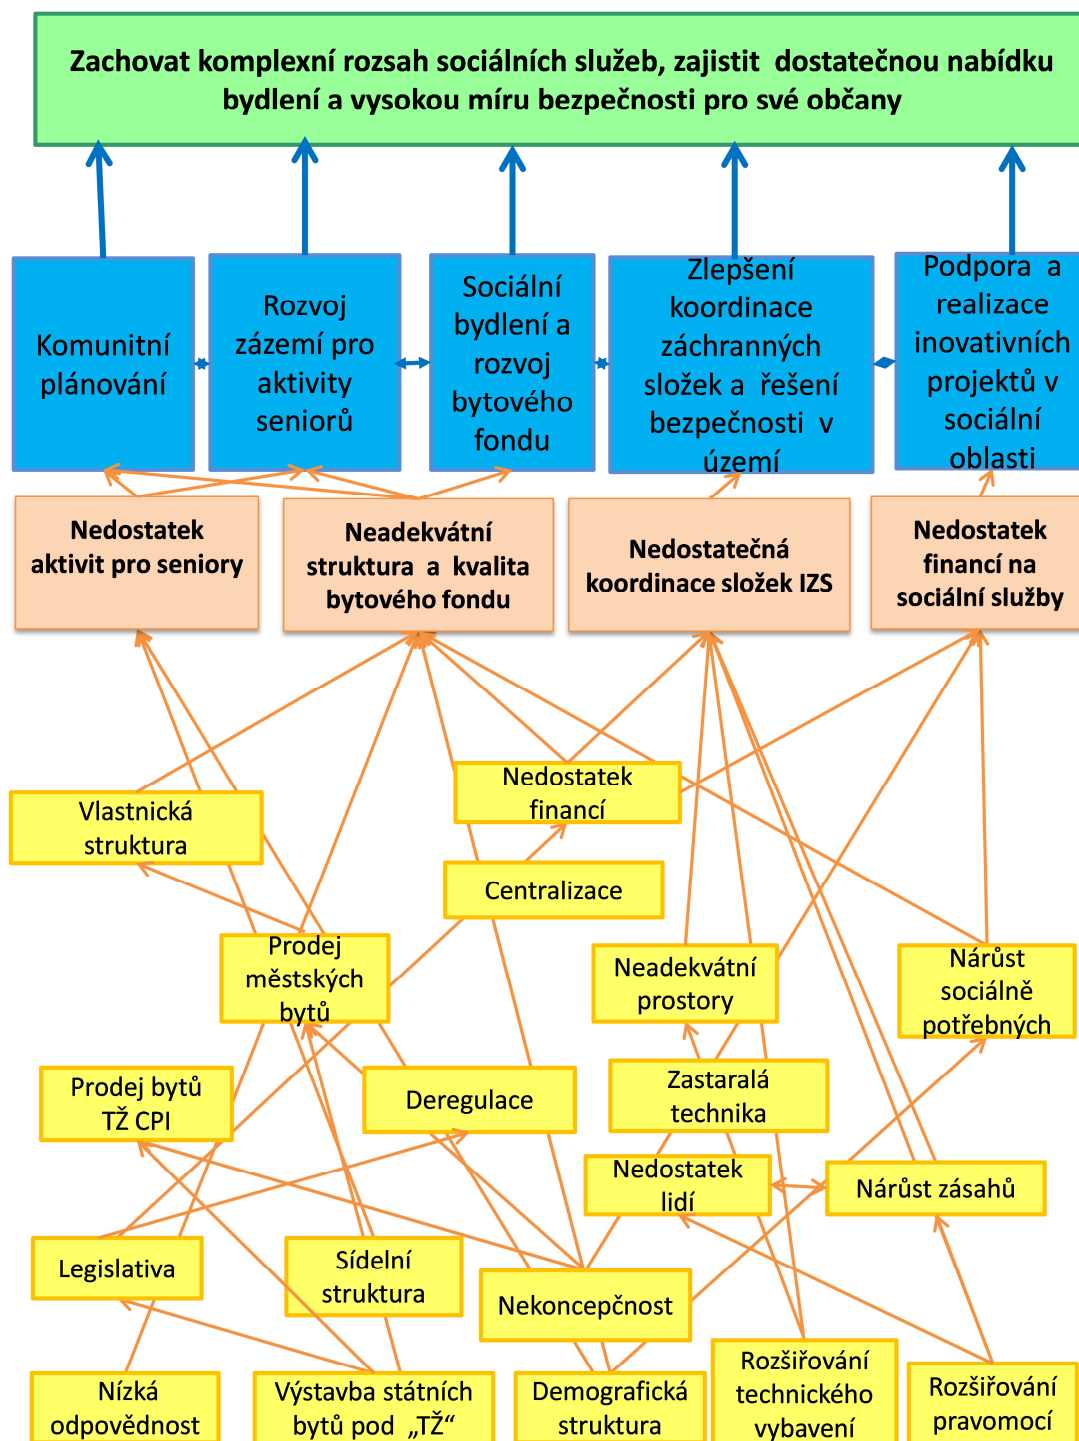 Zachovat komplexní rozsah sociálních služeb, zajistit  dostatečnou nabídku
bydlení a vysokou míru bezpečnosti pro své občany
Komunitní
plánování
Rozvoj
zázemí pro
aktivity
seniorů
Sociální
bydlení a
rozvoj
bytového
fondu
Zlepšení
koordinace
záchranných
složek a  řešení
bezpečnosti  v
území
Podpora  a
realizace
inovativních
projektů v
sociální
oblasti
Nedostatek
aktivit pro seniory
Neadekvátní
struktura  a  kvalita
bytového fondu
Nedostatečná
koordinace složek IZS
Nedostatek
financí na
sociální služby
Vlastnická
struktura
Nedostatek
financí
Centralizace
Prodej
městských
bytů
Neadekvátní
prostory
Nárůst
sociálně
potřebných
Prodej bytů
TŽ CPI
Deregulace
Zastaralá
technika
Nedostatek
lidí
Nárůst zásahů
Legislativa
Sídelní
struktura
Nekoncepčnost
Nízká
odpovědnost
Výstavba státních
bytů pod  „TŽ“
Demografická
struktura
Rozšiřování
technického
vybavení
Rozšiřování
pravomocí